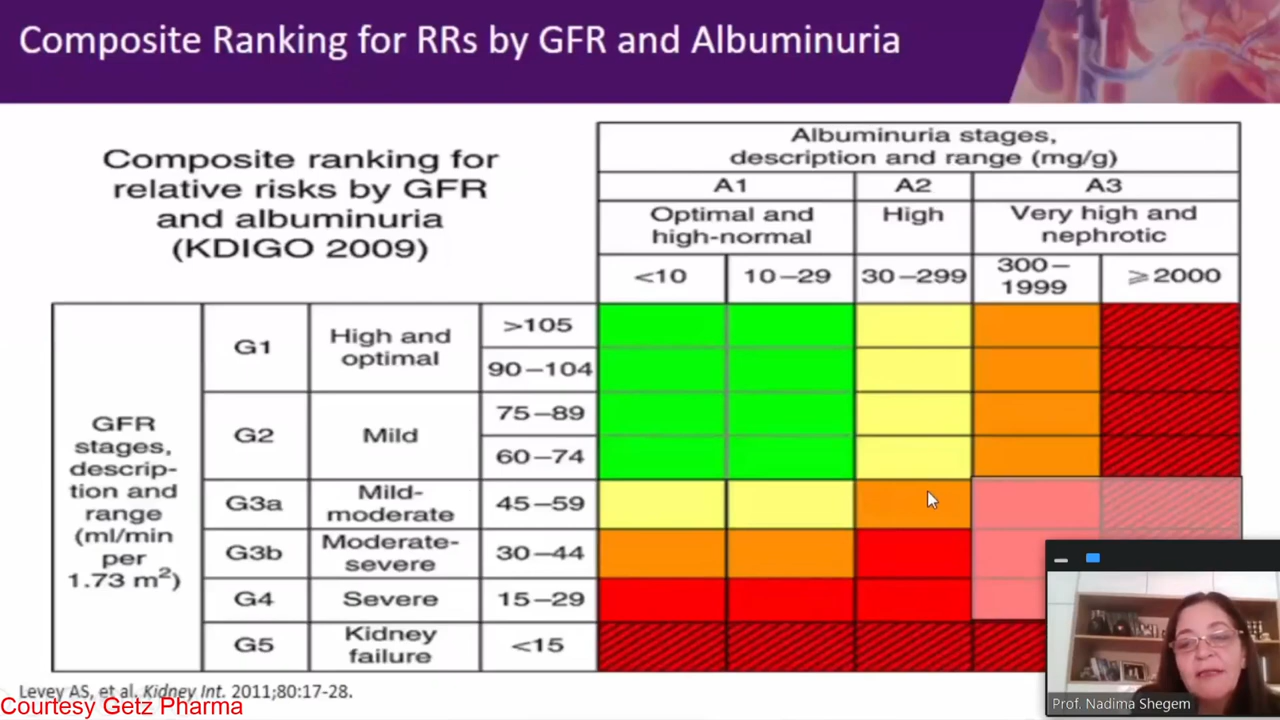 Composite Ranking for RRs by GFR and Albuminuria
Composite ranking for
relative risks by GFR
and albuminuria
(KDIGO 2009)
Albuminuria stages,
description and range (mg/g)
A1
A2
A3
Optimal and
high-normal
High
Very high and
nephrotic
<10
10–29
30–299
300–
1999
⩾2000
GFR
stages,
descrip-
tion and
range
(ml/min
per
1.73 m²)
G1
High and
optimal
>105
90–104
G2
Mild
75–89
60–74
G3a
Mild-
moderate
45–59
G3b
Moderate-
severe
30–44
G4
Severe
15–29
G5
Kidney
failure
<15
Levey AS, et al. Kidney Int. 2011;80:17-28.
Courtesy Getz Pharma
Prof. Nadima Shegem